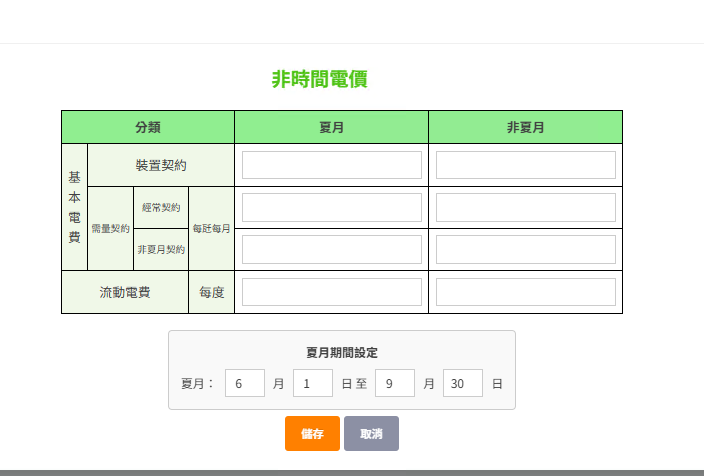 非時間電價
分類 夏月 非夏月
基本電費 裝置契約
需量契約 經常契約 每瓩每月
非夏月契約
流動電費 每度
夏月期間設定
夏月： 6 月 1 日 至 9 月 30 日
儲存 取消